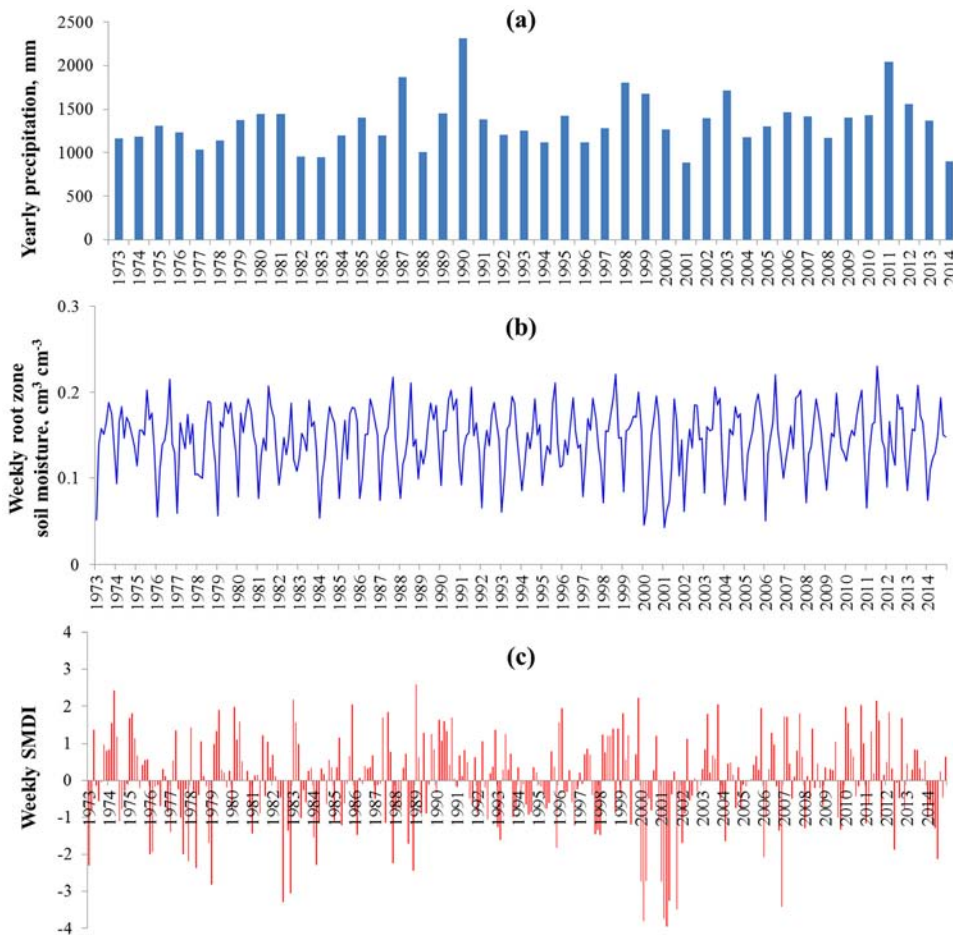 (a)
Yearly precipitation, mm
2500
2000
1500
1000
500
0
1973 1974 1975 1976 1977 1978 1979 1980 1981 1982 1983 1984 1985 1986 1987 1988 1989 1990 1991 1992 1993 1994 1995 1996 1997 1998 1999 2000 2001 2002 2003 2004 2005 2006 2007 2008 2009 2010 2011 2012 2013 2014
(b)
Weekly root zone
soil moisture, cm³ cm⁻³
0.3
0.2
0.1
0
1973 1974 1975 1976 1977 1978 1979 1980 1981 1982 1983 1984 1985 1986 1987 1988 1989 1990 1991 1992 1993 1994 1995 1996 1997 1998 1999 2000 2001 2002 2003 2004 2005 2006 2007 2008 2009 2010 2011 2012 2013 2014
(c)
Weekly SMDI
4
3
2
1
0
-1
-2
-3
-4
1973 1974 1975 1976 1977 1978 1979 1980 1981 1982 1983 1984 1985 1986 1987 1988 1989 1990 1991 1992 1993 1994 1995 1996 1997 1998 1999 2000 2001 2002 2003 2004 2005 2006 2007 2008 2009 2010 2011 2012 2013 2014